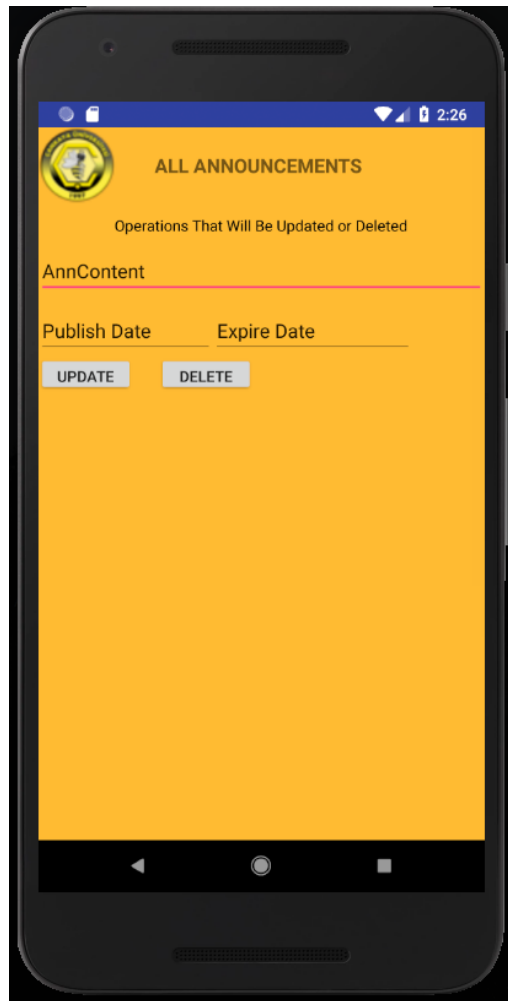 2:26
ALL ANNOUNCEMENTS
Operations That Will Be Updated or Deleted
AnnContent
Publish Date Expire Date
UPDATE DELETE